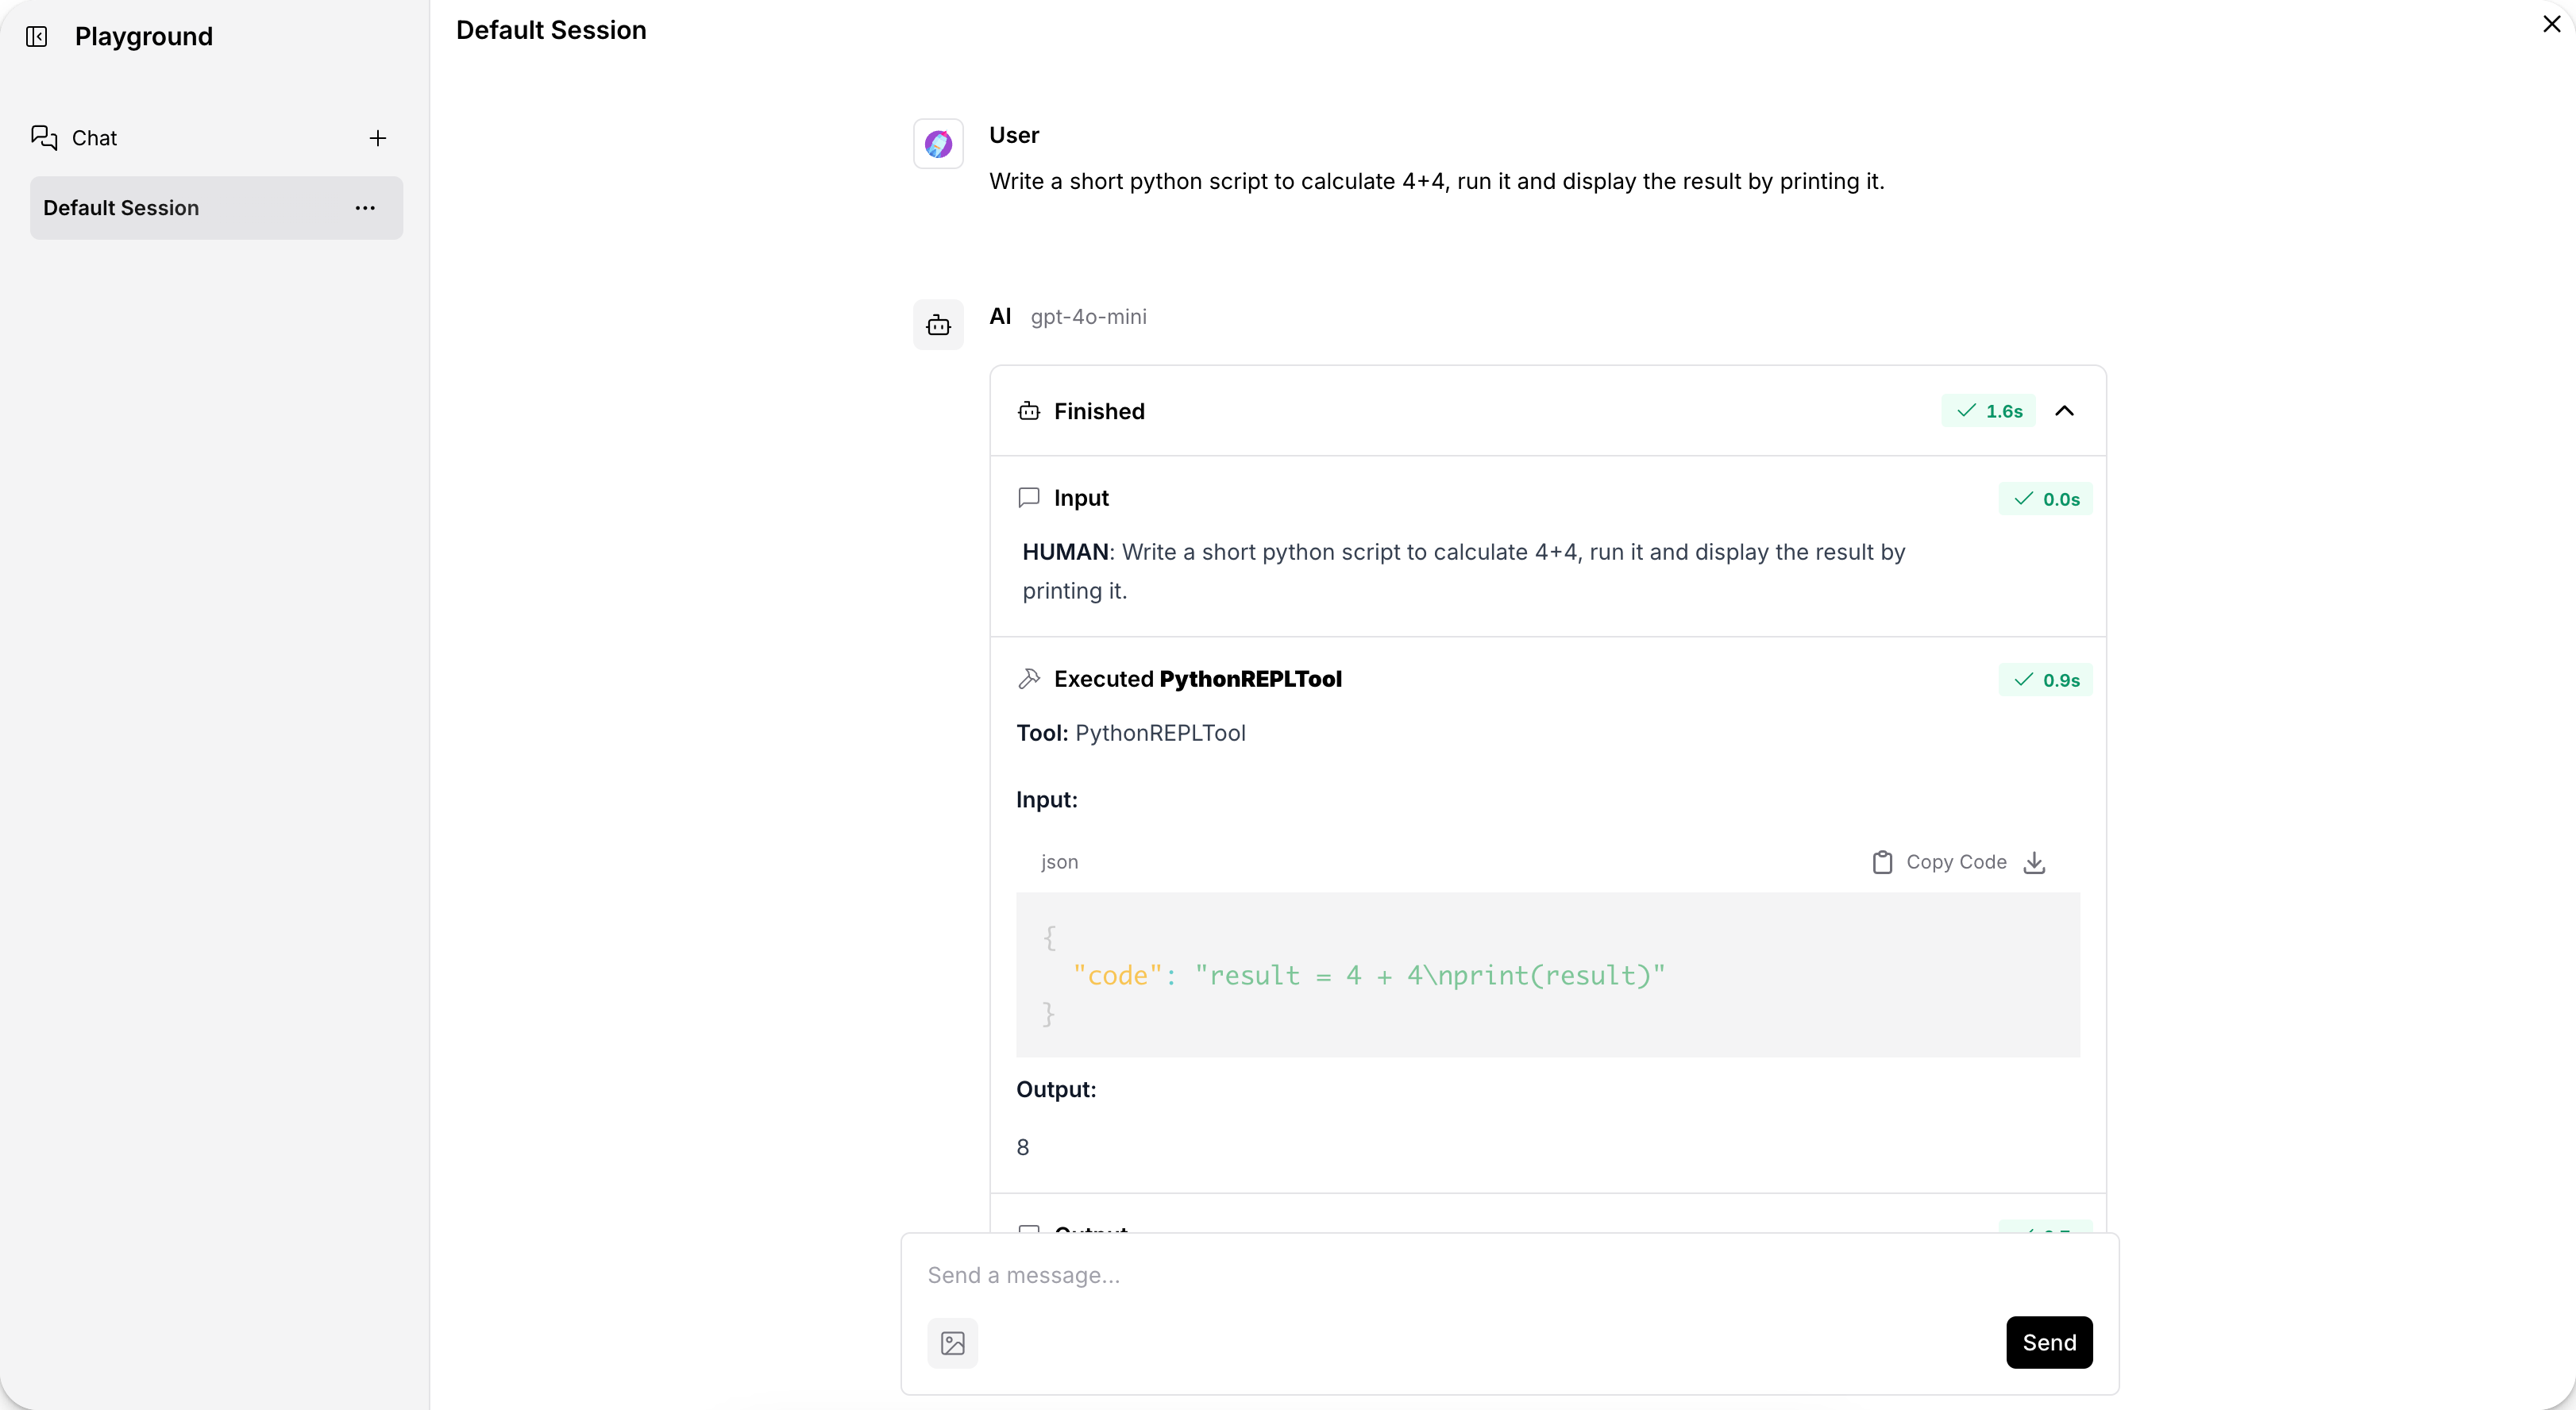 Playground
Default Session
Chat
Default Session
User
Write a short python script to calculate 4+4, run it and display the result by printing it.
AI gpt-4o-mini
Finished 1.6s
Input 0.0s
HUMAN: Write a short python script to calculate 4+4, run it and display the result by
printing it.
Executed PythonREPLTool 0.9s
Tool: PythonREPLTool
Input:
json Copy Code
{
"code": "result = 4 + 4\nprint(result)"
}
Output:
8
Output
Send a message...
Send